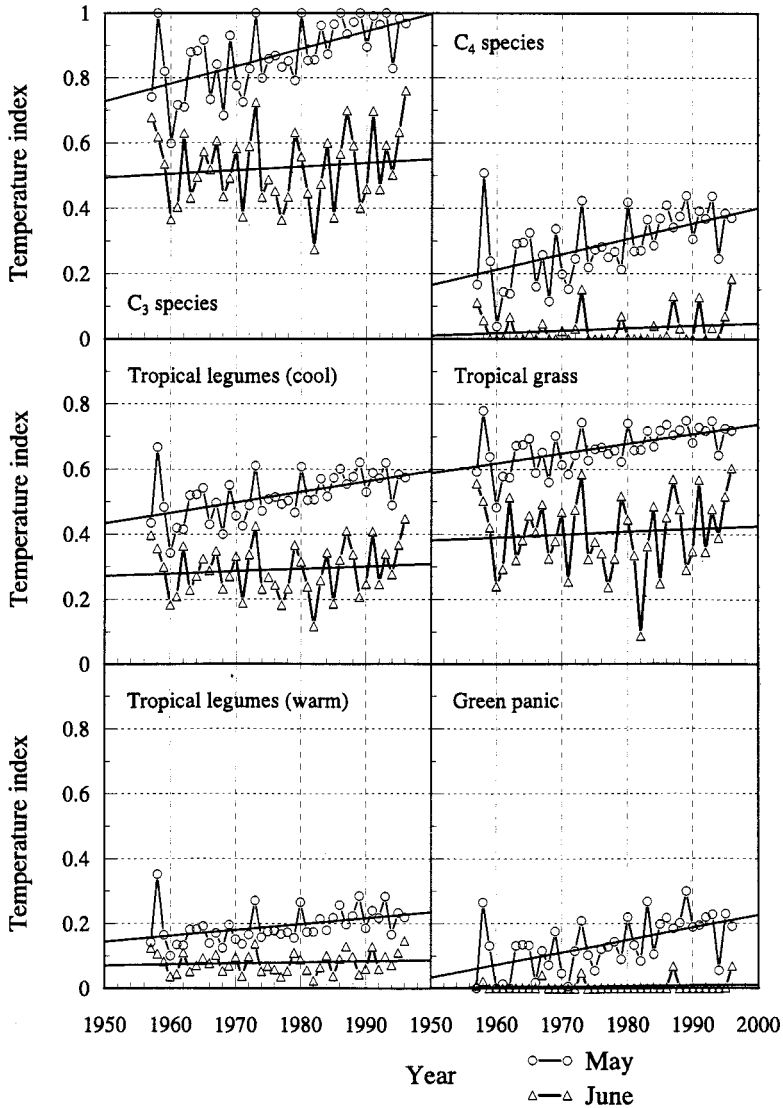 1
0.8
0.6
0.4
0.2
0
Temperature index
C₃ species
C₄ species
0.8
0.6
0.4
0.2
0
Temperature index
Tropical legumes (cool)
Tropical grass
0.8
0.6
0.4
0.2
0
Temperature index
Tropical legumes (warm)
Green panic
1950 1960 1970 1980 1990 1950 1960 1970 1980 1990 2000
Year
May
June